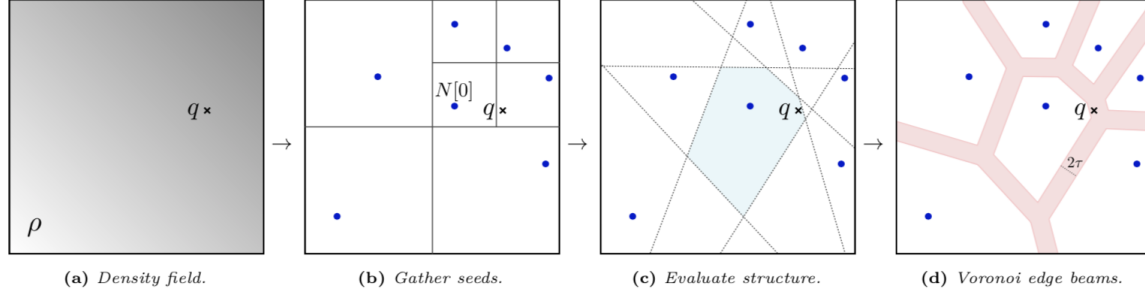 q
ρ
N[0]
q
q
q
2τ
→
→
→
(a) Density field.
(b) Gather seeds.
(c) Evaluate structure.
(d) Voronoi edge beams.